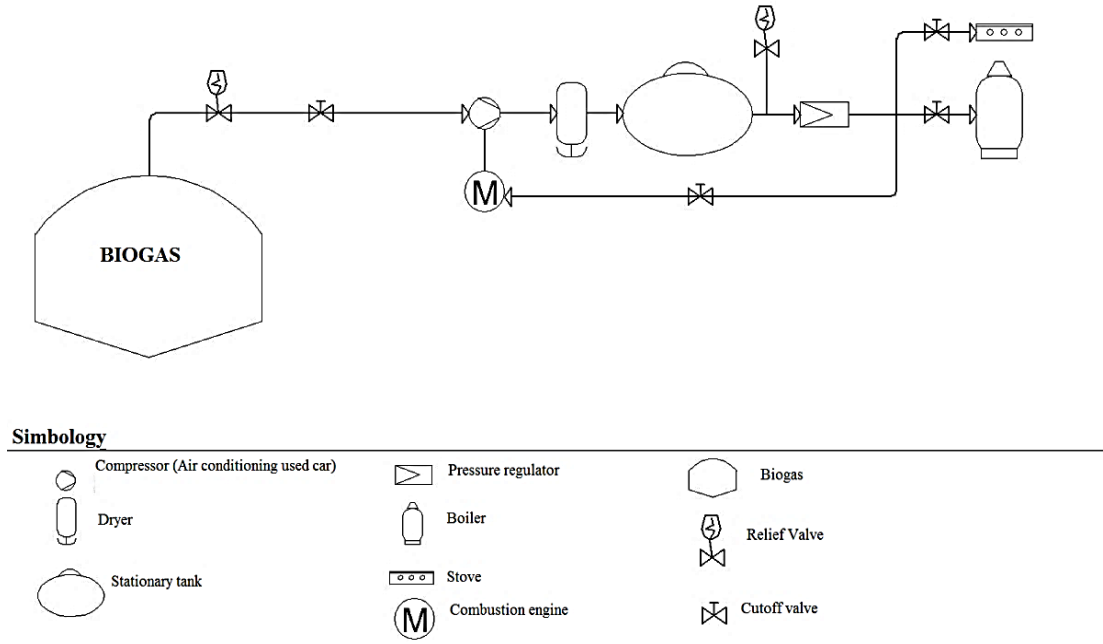 BIOGAS
M
Simbology
Compressor (Air conditioning used car)
Dryer
Stationary tank
Pressure regulator
Boiler
Stove
M
Combustion engine
Biogas
Relief Valve
Cutoff valve